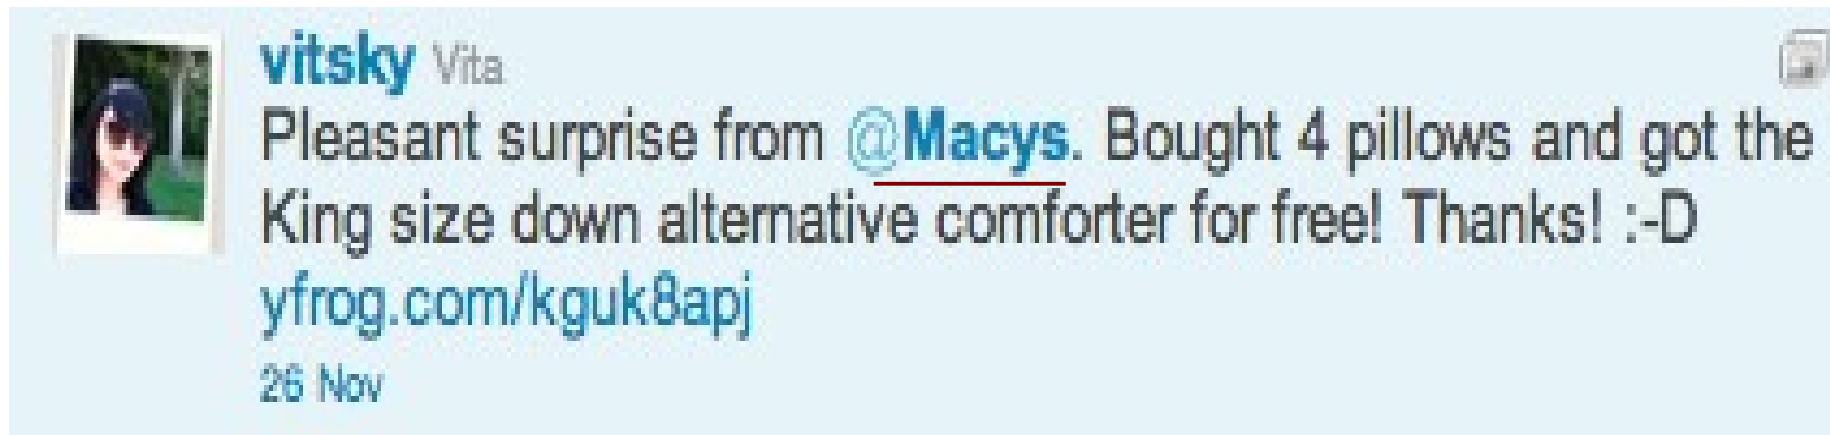 vitsky Vita
Pleasant surprise from @Macys. Bought 4 pillows and got the
King size down alternative comforter for free! Thanks! :-D
yfrog.com/kguk8apj
26 Nov